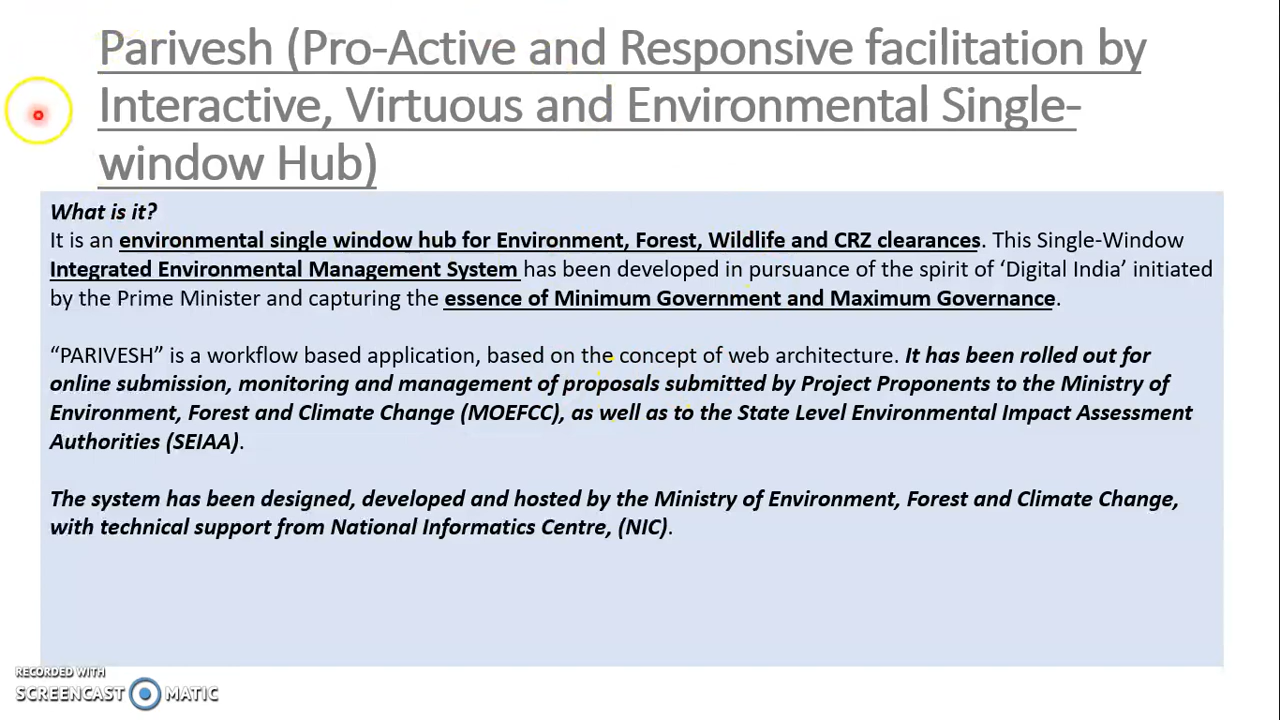 Parivesh (Pro-Active and Responsive facilitation by
Interactive, Virtuous and Environmental Single-
window Hub)
What is it?
It is an environmental single window hub for Environment, Forest, Wildlife and CRZ clearances. This Single-Window
Integrated Environmental Management System has been developed in pursuance of the spirit of ‘Digital India’ initiated
by the Prime Minister and capturing the essence of Minimum Government and Maximum Governance.
“PARIVESH” is a workflow based application, based on the concept of web architecture. It has been rolled out for
online submission, monitoring and management of proposals submitted by Project Proponents to the Ministry of
Environment, Forest and Climate Change (MOEFCC), as well as to the State Level Environmental Impact Assessment
Authorities (SEIAA).
The system has been designed, developed and hosted by the Ministry of Environment, Forest and Climate Change,
with technical support from National Informatics Centre, (NIC).
RECORDED WITH
SCREENCAST MATIC